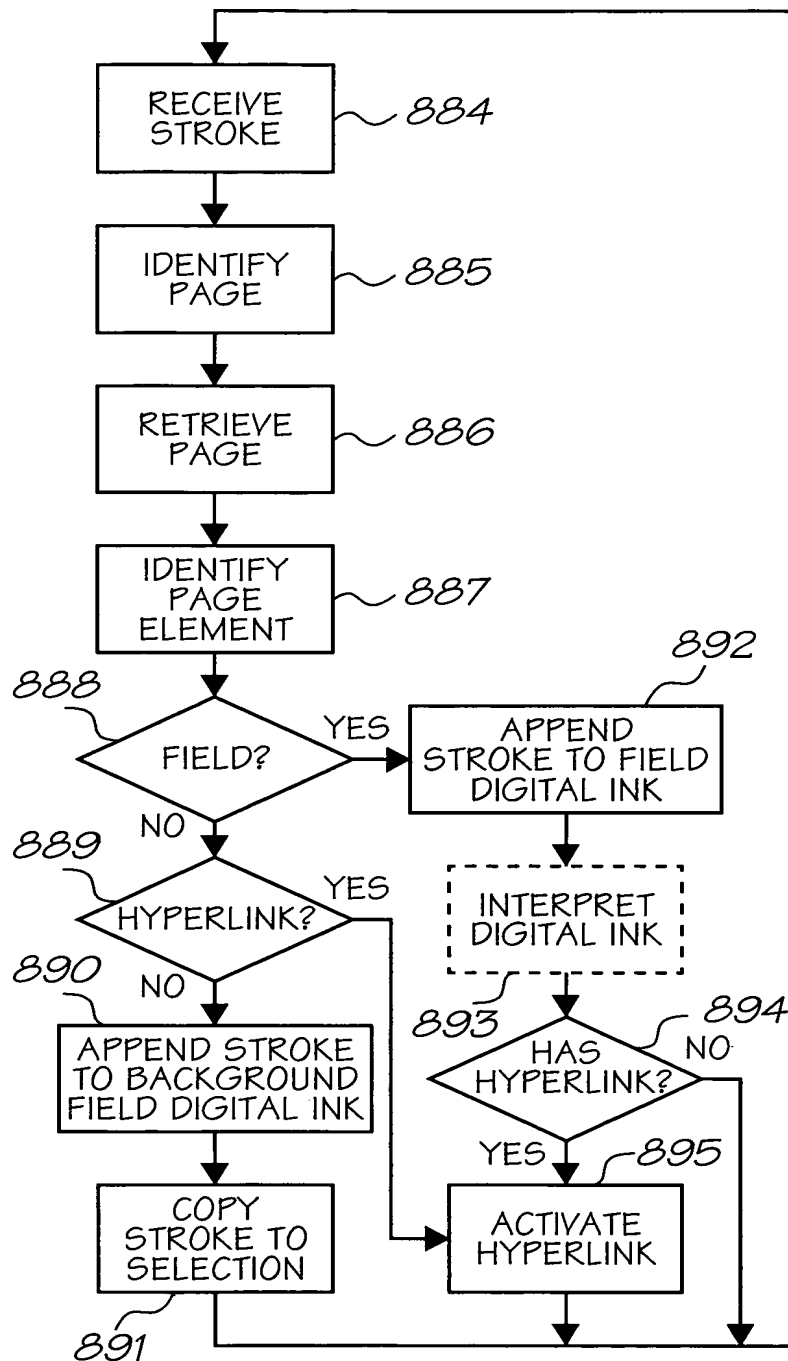 RECEIVE
STROKE
884
IDENTIFY
PAGE
885
RETRIEVE
PAGE
886
IDENTIFY
PAGE
ELEMENT
887
888
FIELD?
YES
NO
892
APPEND
STROKE TO FIELD
DIGITAL INK
889
HYPERLINK?
YES
NO
INTERPRET
DIGITAL INK
893
890
APPEND STROKE
TO BACKGROUND
FIELD DIGITAL INK
894
HAS
HYPERLINK?
NO
YES
COPY
STROKE TO
SELECTION
891
895
ACTIVATE
HYPERLINK